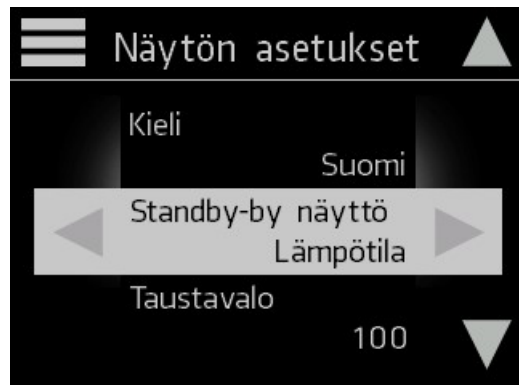 Näytön asetukset
Kieli
Suomi
Standby-by näyttö
Lämpötila
Taustavalo
100